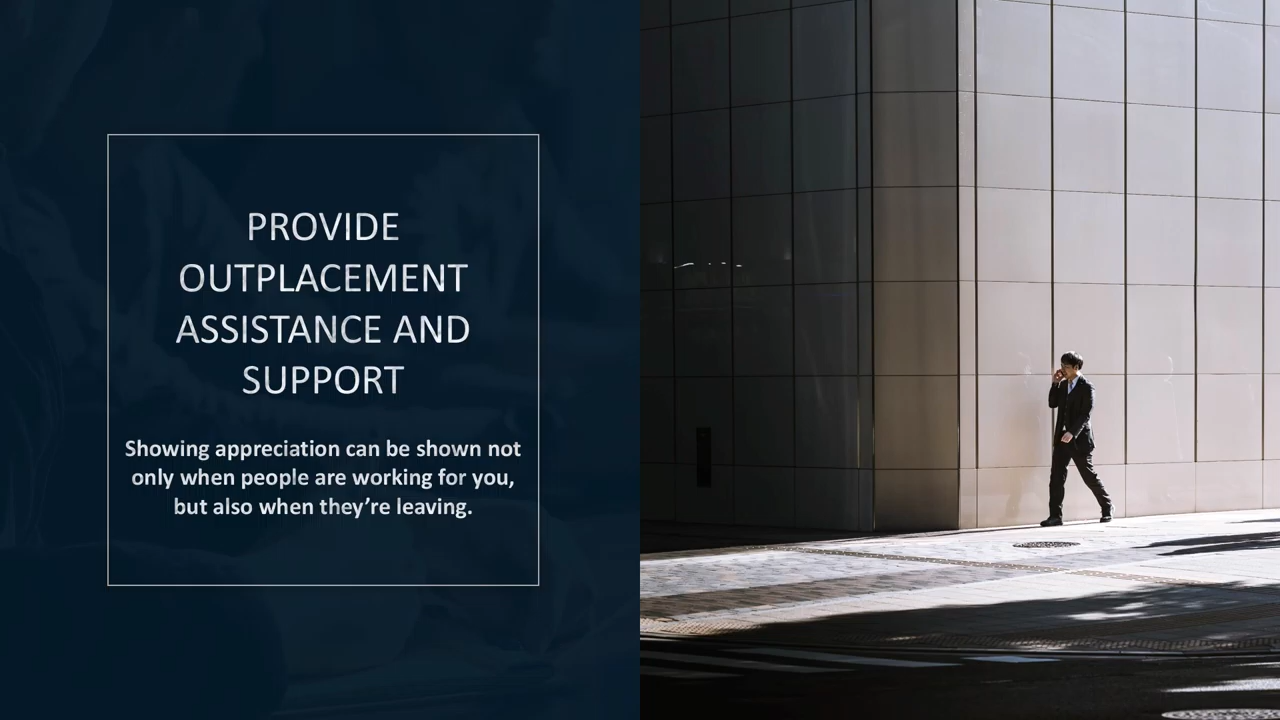 PROVIDE
OUTPLACEMENT
ASSISTANCE AND
SUPPORT
Showing appreciation can be shown not
only when people are working for you,
but also when they’re leaving.